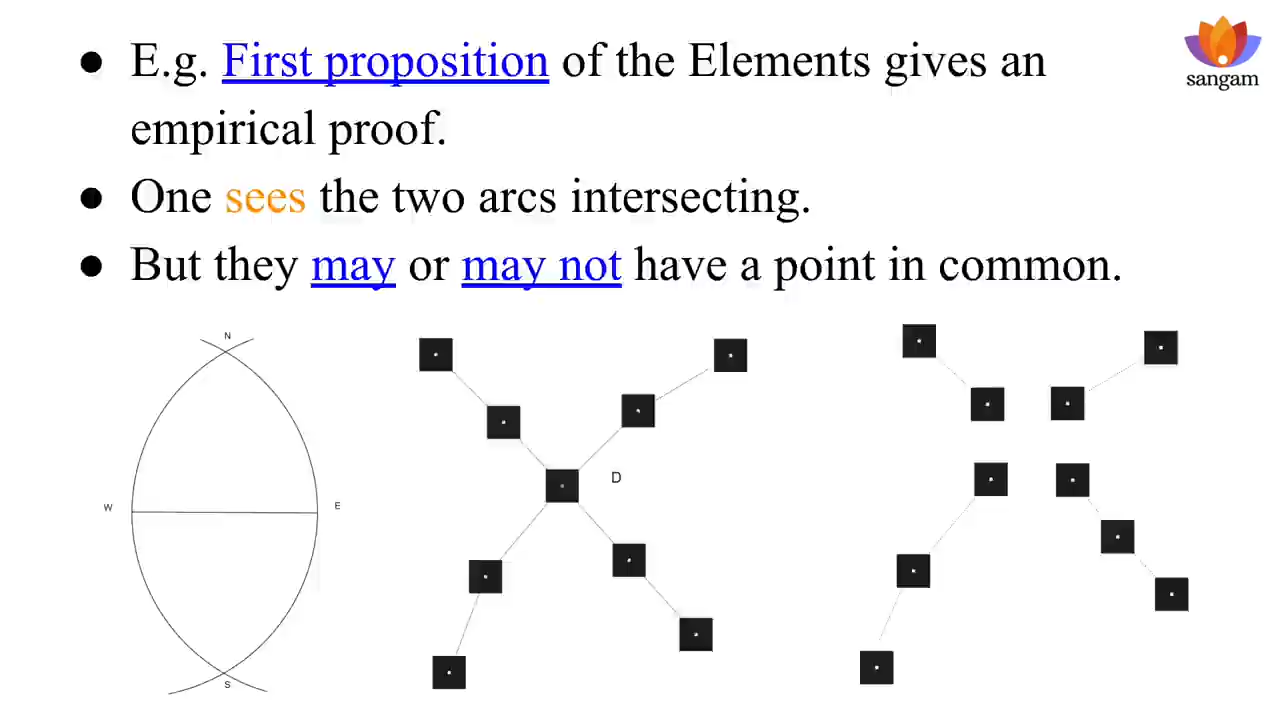 ● E.g. First proposition of the Elements gives an
empirical proof.
● One sees the two arcs intersecting.
● But they may or may not have a point in common.
sangam
N
W
E
S
D